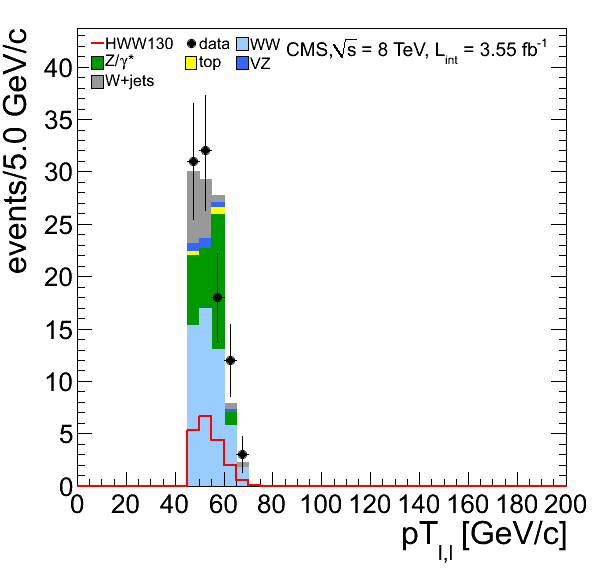 HWW130 data WW CMS,√s = 8 TeV, L_int = 3.55 fb⁻¹
Z/γ* top VZ
W+jets
events/5.0 GeV/c
40
35
30
25
20
15
10
5
0
0 20 40 60 80 100 120 140 160 180 200
pT_l,l [GeV/c]